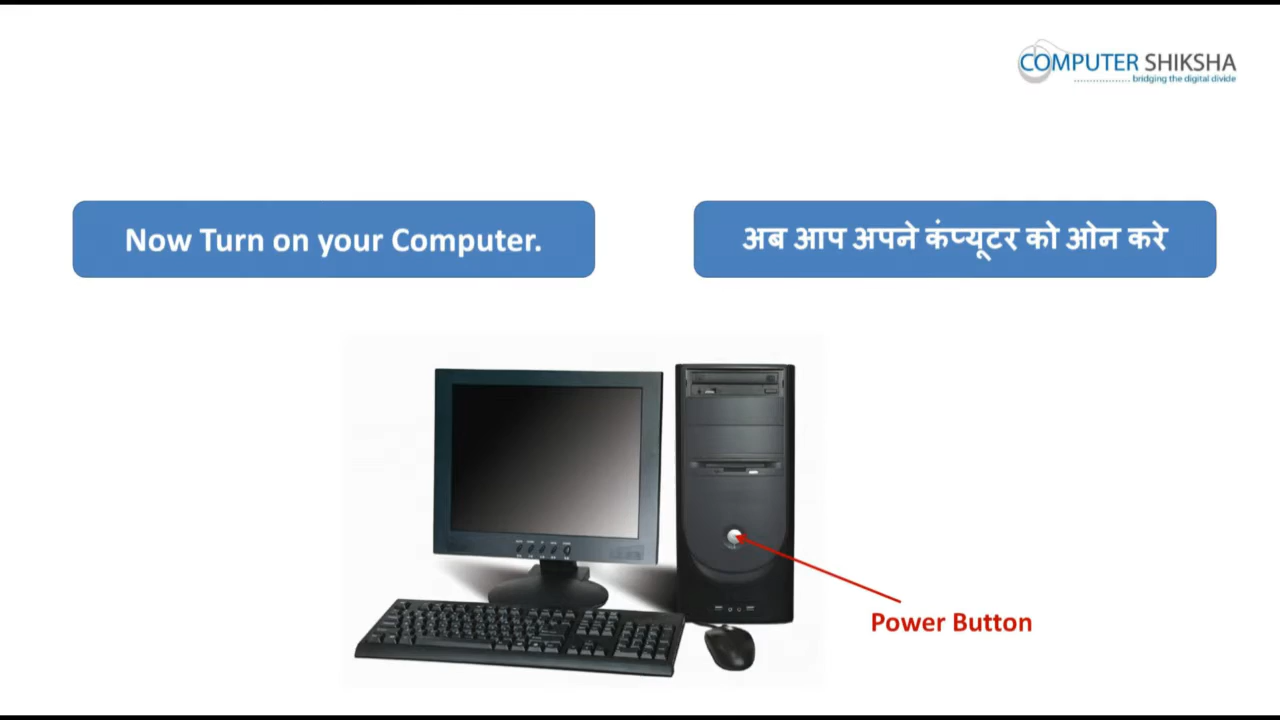 COMPUTER SHIKSHA
bridging the digital divide
Now Turn on your Computer.
अब आप अपने कंप्यूटर को ओन करे
Power Button